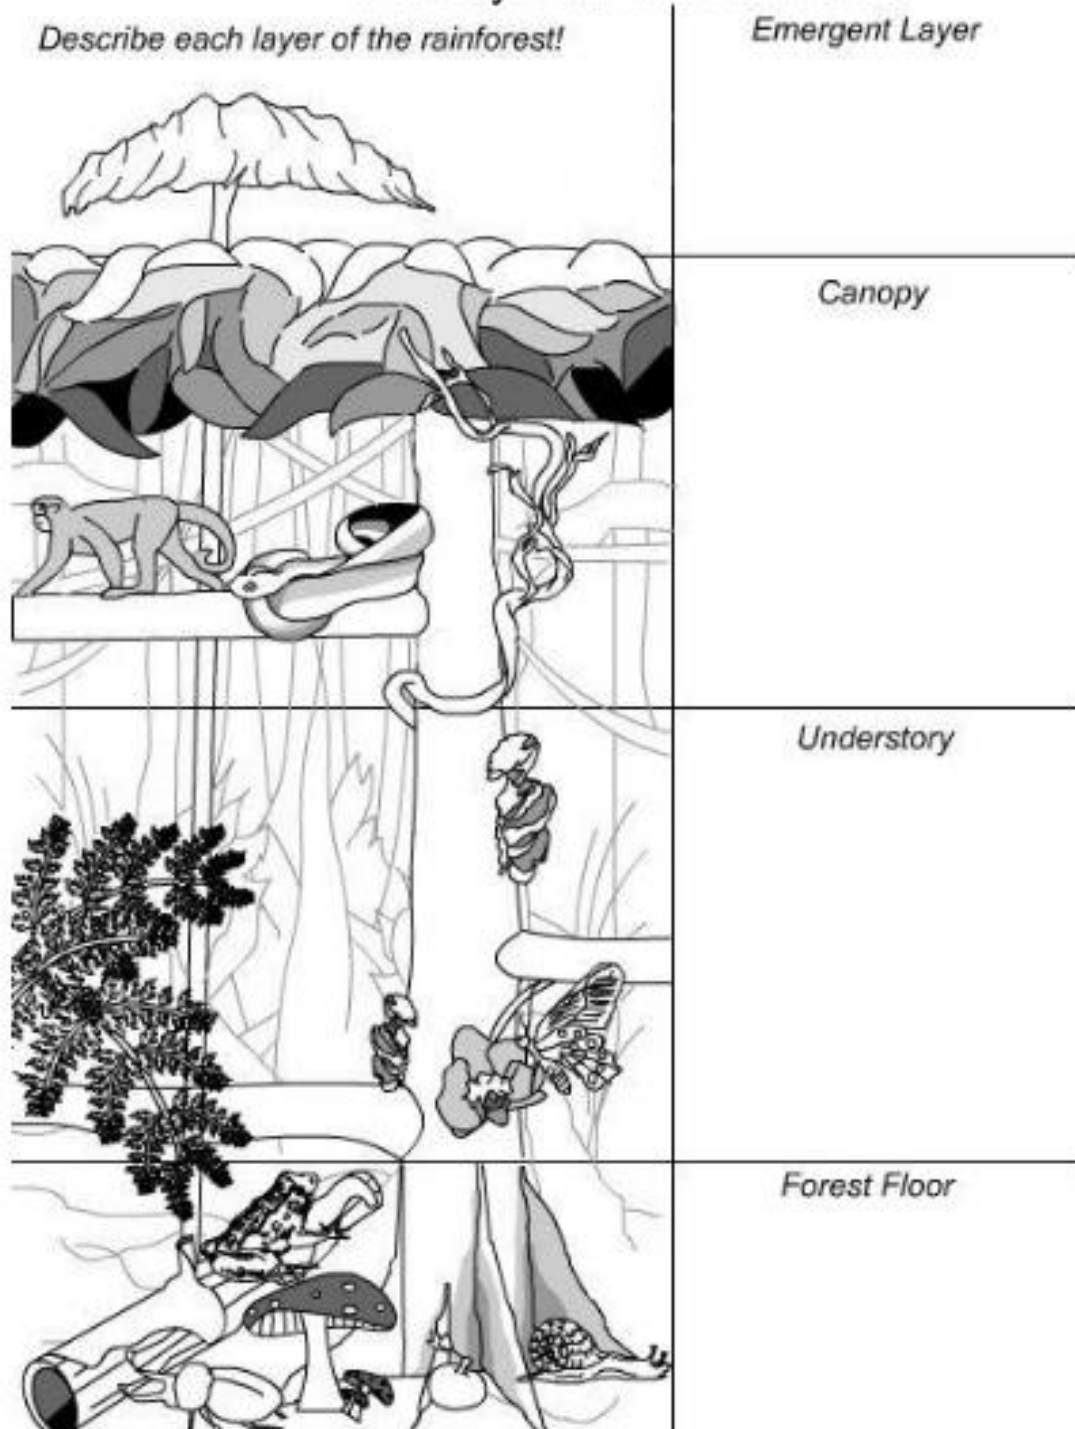 Describe each layer of the rainforest!
Emergent Layer
Canopy
Understory
Forest Floor